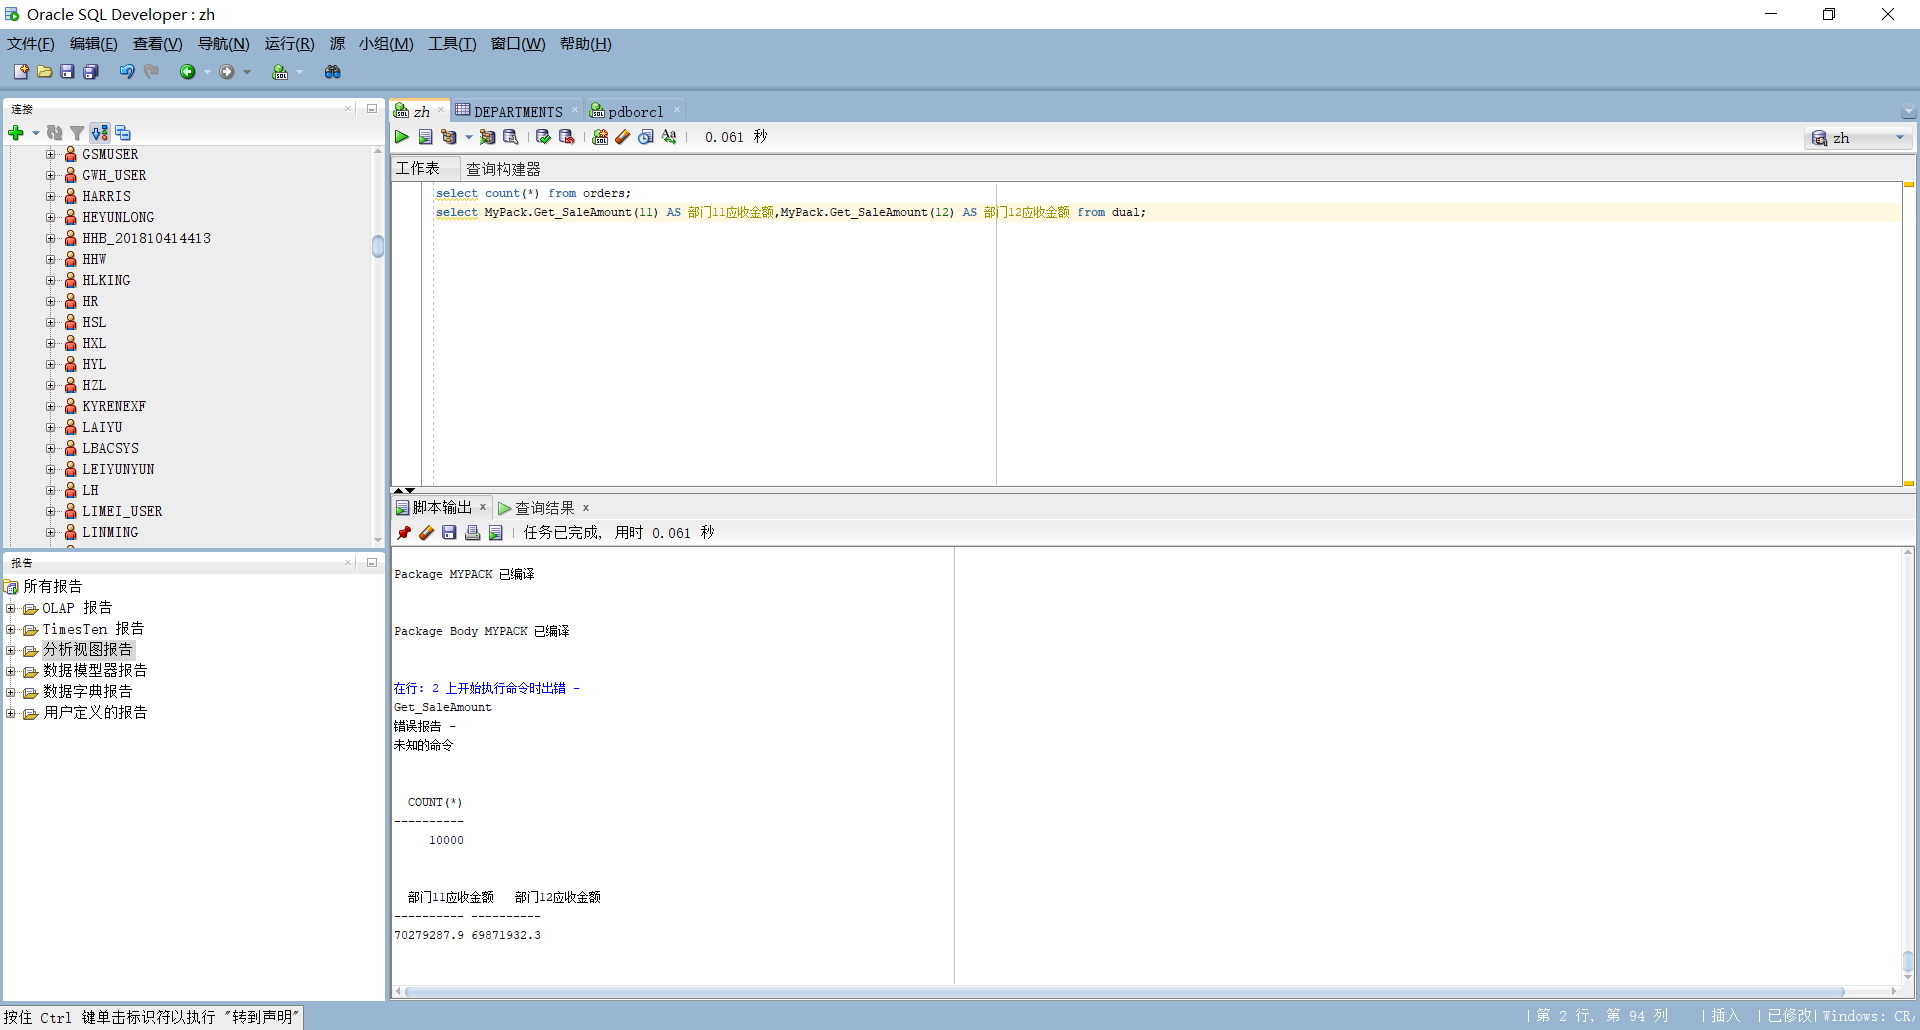 Oracle SQL Developer : zh
文件(F) 编辑(E) 查看(V) 导航(N) 运行(R) 源 小组(M) 工具(T) 窗口(W) 帮助(H)
连接
GSMUSER
GWH_USER
HARRIS
HEYUNLONG
HHB_201810414413
HHW
HLKING
HR
HSL
HXL
HYL
HZL
KYRENEXF
LAIYU
LBACSYS
LEIYUNYUN
LH
LIMEI_USER
LINMING
报告
所有报告
OLAP 报告
TimesTen 报告
分析视图报告
数据模型器报告
数据字典报告
用户定义的报告
zh DEPARTMENTS pdborcl
0.061 秒
zh
工作表 查询构建器
select count(*) from orders;
select MyPack.Get_SaleAmount(11) AS 部门11应收金额,MyPack.Get_SaleAmount(12) AS 部门12应收金额 from dual;
脚本输出 查询结果
任务已完成, 用时 0.061 秒
Package MYPACK 已编译
Package Body MYPACK 已编译
在行: 2 上开始执行命令时出错 -
Get_SaleAmount
错误报告 -
未知的命令
COUNT(*)
----------
10000
部门11应收金额 部门12应收金额
---------- ----------
70279287.9 69871932.3
按住 Ctrl 键单击标识符以执行 "转到声明"
| 第 2 行, 第 94 列 | 插入 | 已修改| Windows: CR/